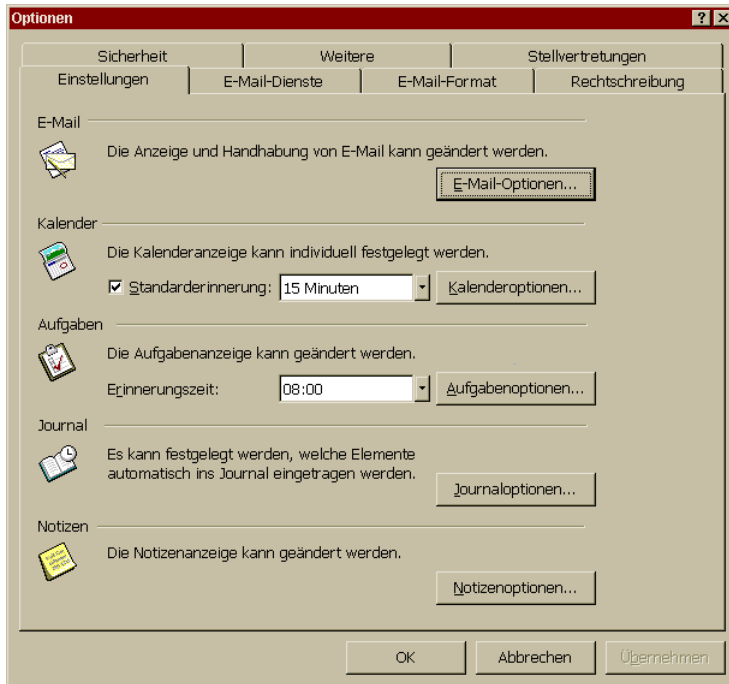 Optionen
Sicherheit Weitere Stellvertretungen
Einstellungen E-Mail-Dienste E-Mail-Format Rechtschreibung
E-Mail
Die Anzeige und Handhabung von E-Mail kann geändert werden.
E-Mail-Optionen...
Kalender
Die Kalenderanzeige kann individuell festgelegt werden.
Standarderinnerung: 15 Minuten Kalenderoptionen...
Aufgaben
Die Aufgabenanzeige kann geändert werden.
Erinnerungszeit: 08:00 Aufgabenoptionen...
Journal
Es kann festgelegt werden, welche Elemente
automatisch ins Journal eingetragen werden.
Journaloptionen...
Notizen
Die Notizenanzeige kann geändert werden.
Notizenoptionen...
OK Abbrechen Übernehmen